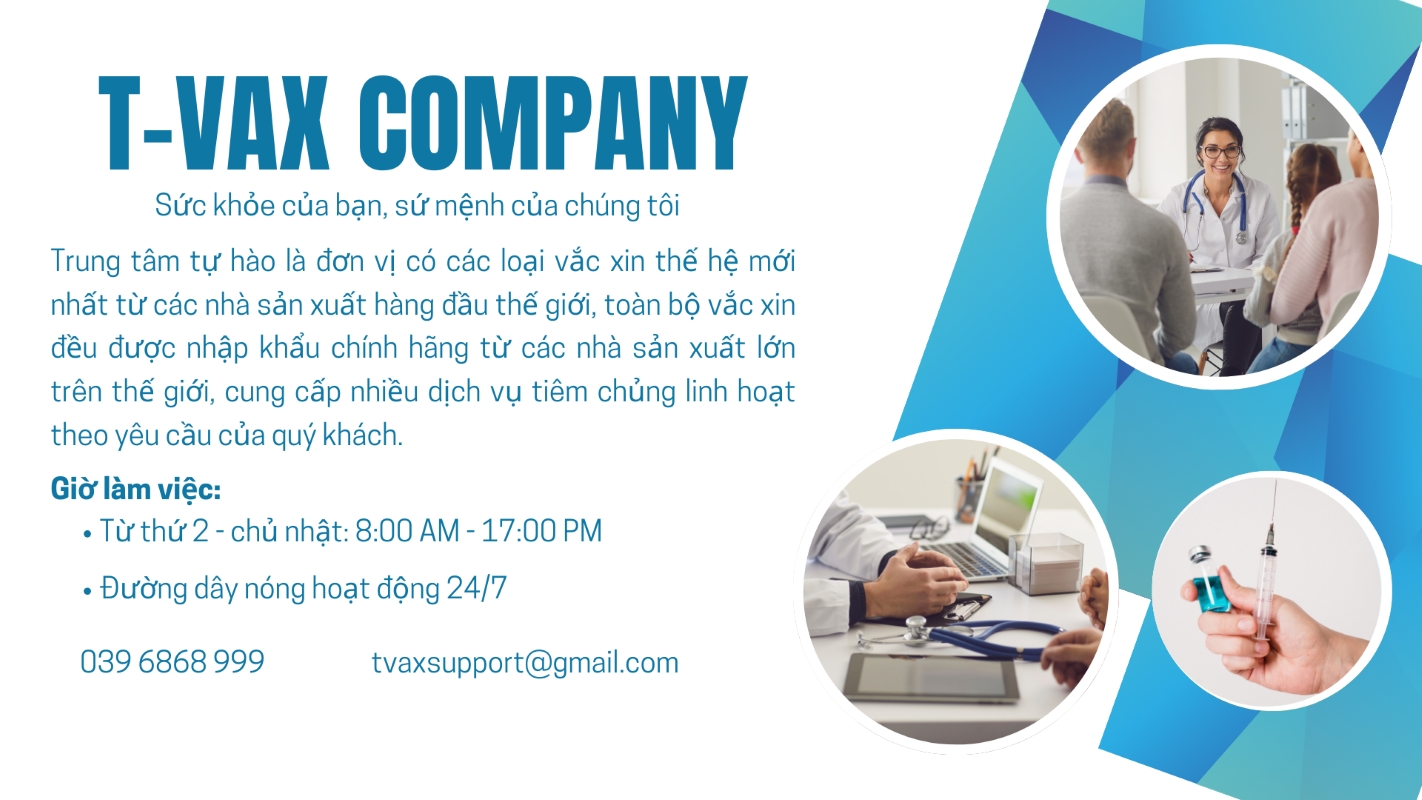 T-VAX COMPANY
Sức khỏe của bạn, sứ mệnh của chúng tôi
Trung tâm tự hào là đơn vị có các loại vắc xin thế hệ mới
nhất từ các nhà sản xuất hàng đầu thế giới, toàn bộ vắc xin
đều được nhập khẩu chính hãng từ các nhà sản xuất lớn
trên thế giới, cung cấp nhiều dịch vụ tiêm chủng linh hoạt
theo yêu cầu của quý khách.
Giờ làm việc:
• Từ thứ 2 - chủ nhật: 8:00 AM - 17:00 PM
• Đường dây nóng hoạt động 24/7
039 6868 999 tvaxsupport@gmail.com